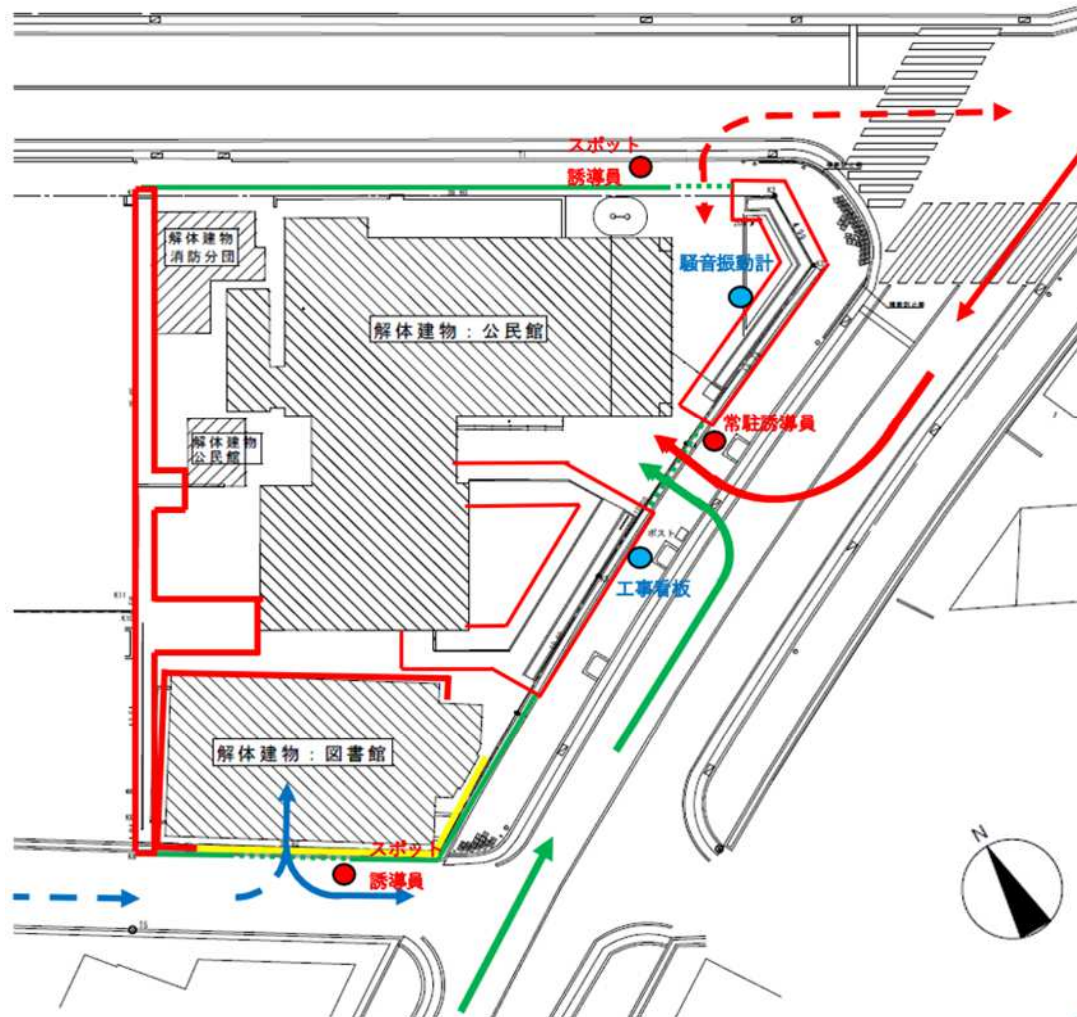 スポット
誘導員
解体建物
消防分団
騒音振動計
解体建物：公民館
常駐誘導員
解体建物
公民館
ポスト
工事看板
解体建物：図書館
スポット
誘導員
N